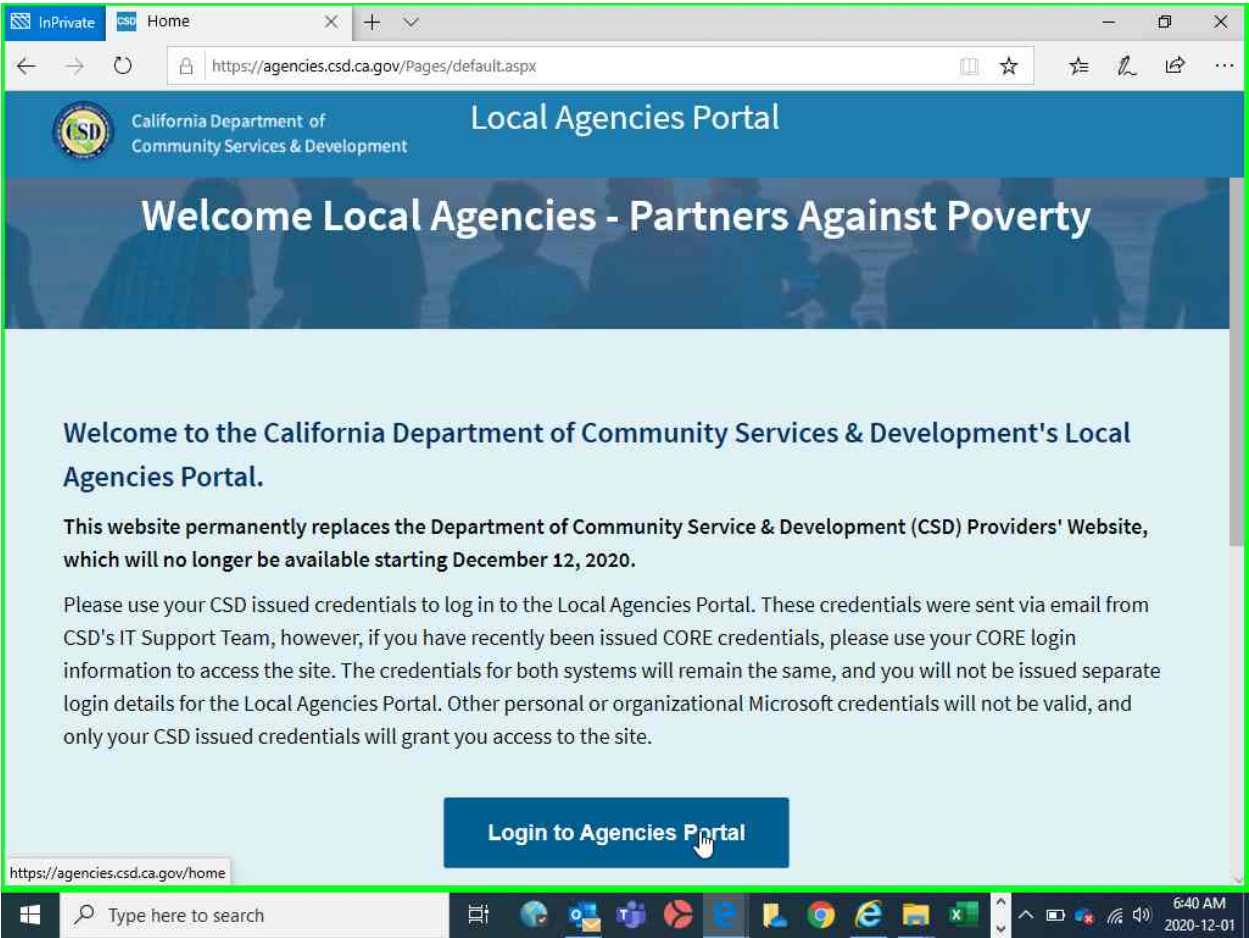 InPrivate CSD Home
https://agencies.csd.ca.gov/Pages/default.aspx
CSD
California Department of
Community Services & Development
Local Agencies Portal
Welcome Local Agencies - Partners Against Poverty
Welcome to the California Department of Community Services & Development's Local
Agencies Portal.
This website permanently replaces the Department of Community Service & Development (CSD) Providers' Website,
which will no longer be available starting December 12, 2020.
Please use your CSD issued credentials to log in to the Local Agencies Portal. These credentials were sent via email from
CSD's IT Support Team, however, if you have recently been issued CORE credentials, please use your CORE login
information to access the site. The credentials for both systems will remain the same, and you will not be issued separate
login details for the Local Agencies Portal. Other personal or organizational Microsoft credentials will not be valid, and
only your CSD issued credentials will grant you access to the site.
Login to Agencies Portal
https://agencies.csd.ca.gov/home
Type here to search
6:40 AM
2020-12-01